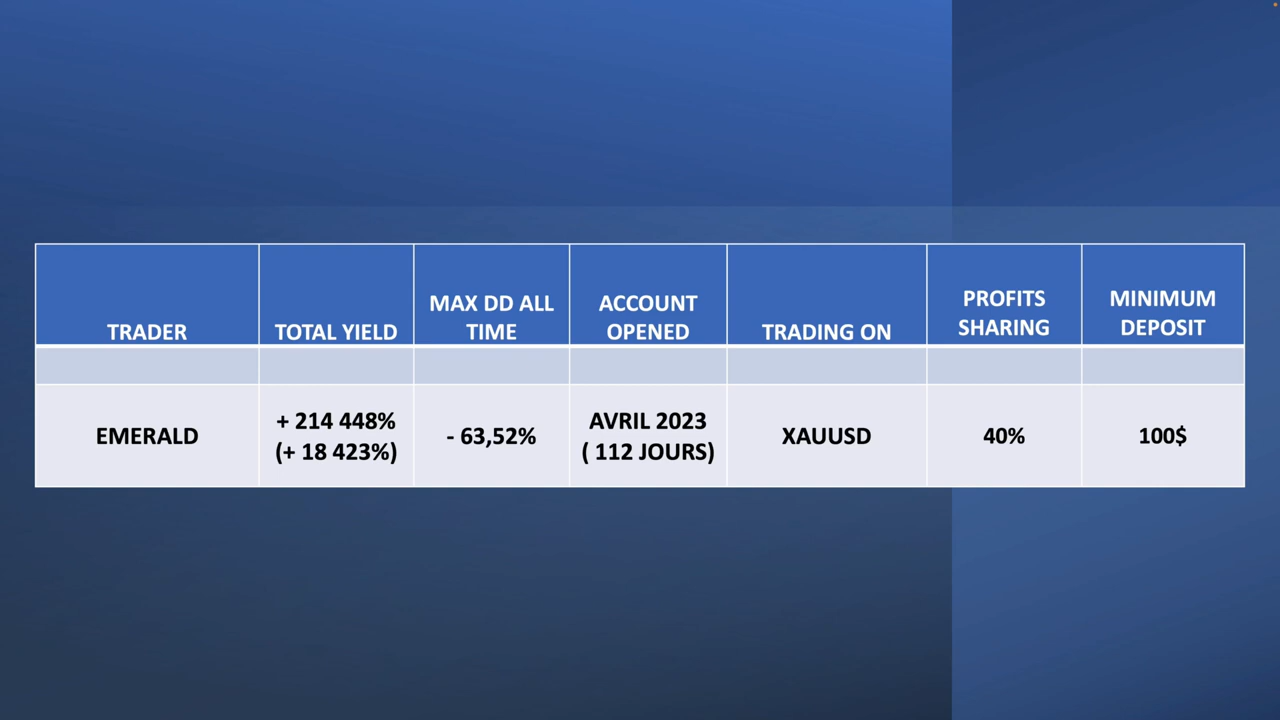 TRADER
TOTAL YIELD
MAX DD ALL
TIME
ACCOUNT
OPENED
TRADING ON
PROFITS
SHARING
MINIMUM
DEPOSIT
EMERALD
+ 214 448%
(+ 18 423%)
- 63,52%
AVRIL 2023
( 112 JOURS)
XAUUSD
40%
100$